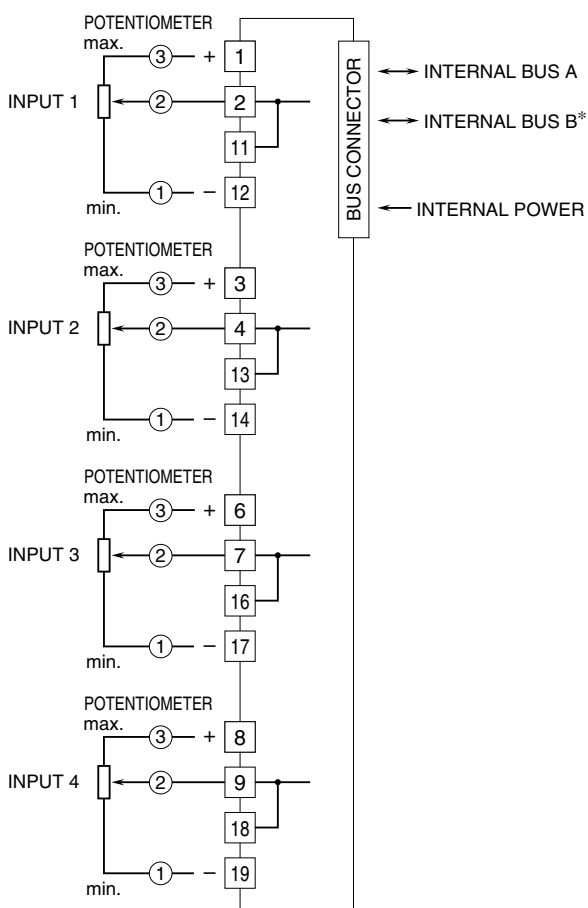 POTENTIOMETER
max.
③ + 1
INPUT 1
② 2
11
① − 12
min.
POTENTIOMETER
max.
③ + 3
INPUT 2
② 4
13
① − 14
min.
POTENTIOMETER
max.
③ + 6
INPUT 3
② 7
16
① − 17
min.
POTENTIOMETER
max.
③ + 8
INPUT 4
② 9
18
① − 19
min.
BUS CONNECTOR
INTERNAL BUS A
INTERNAL BUS B*
INTERNAL POWER